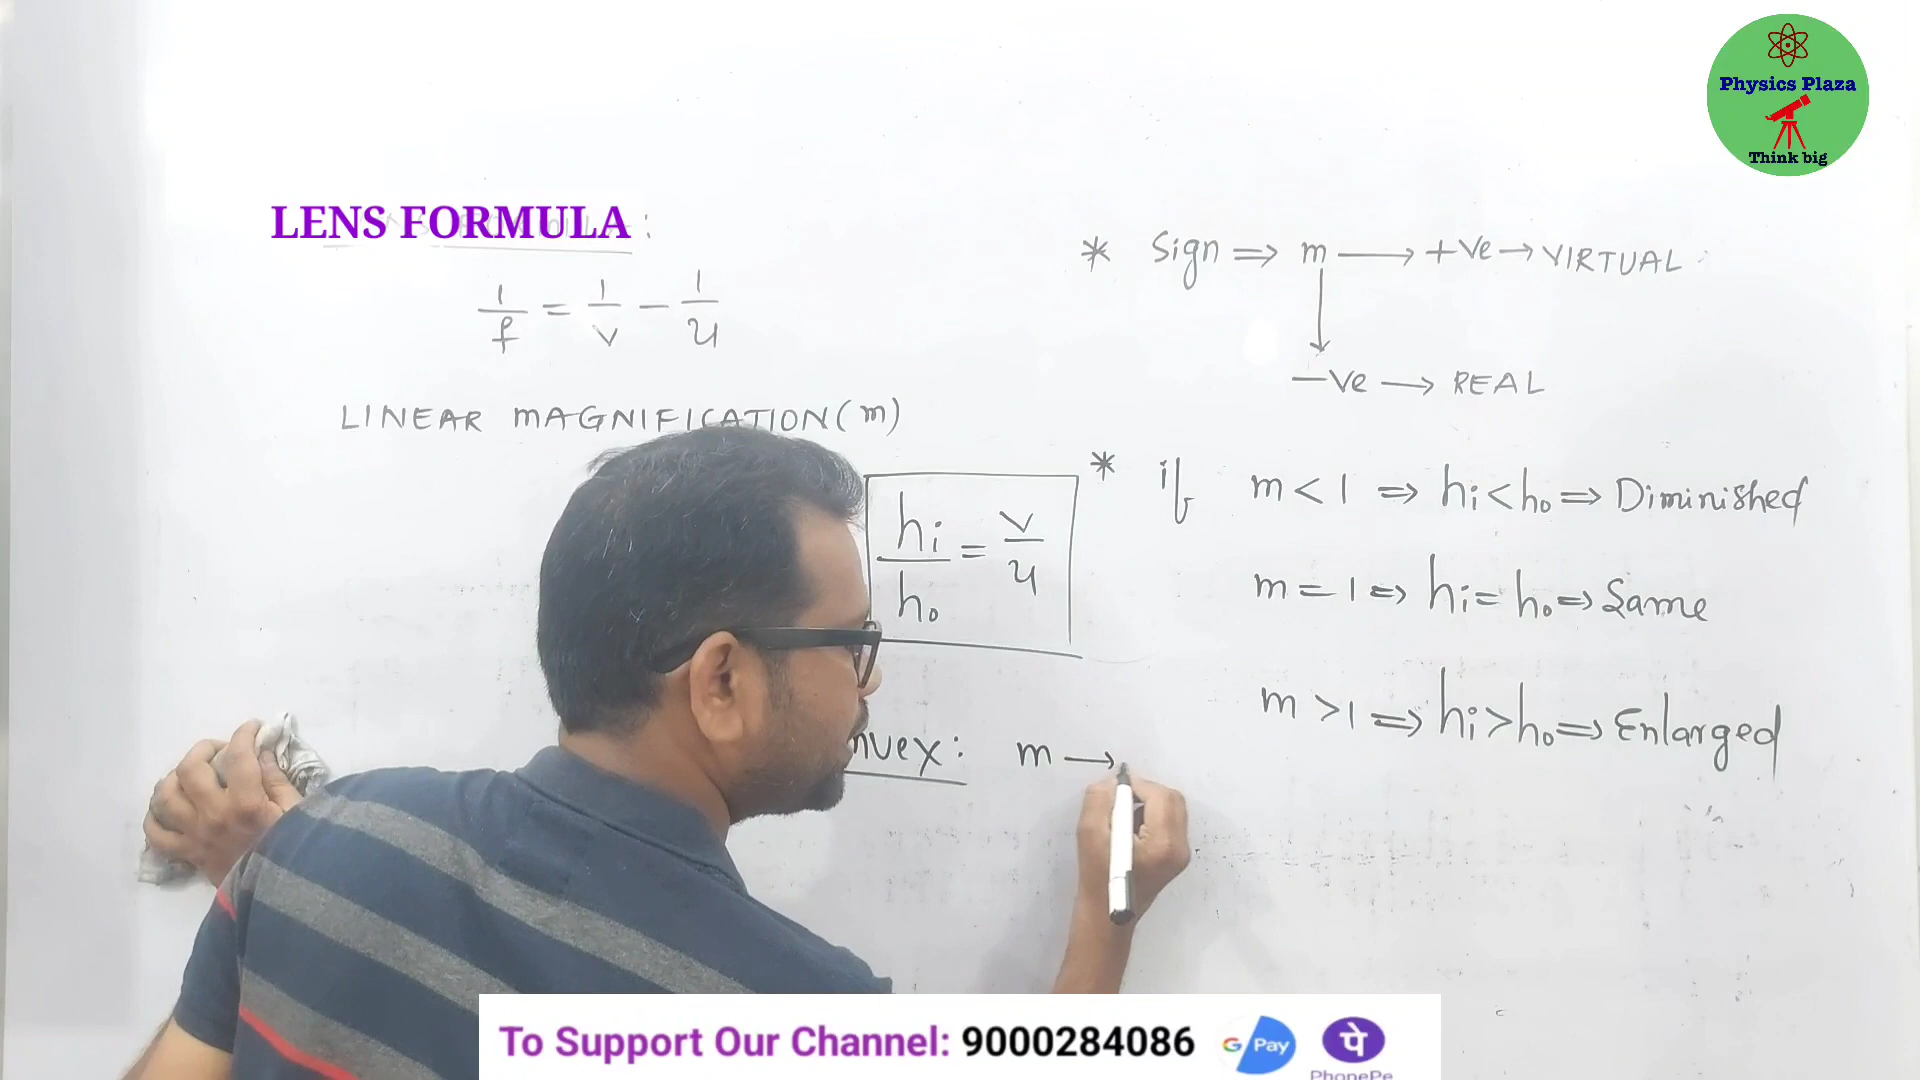 Physics Plaza
Think big
LENS FORMULA :
1/f = 1/v - 1/u
LINEAR MAGNIFICATION (m)
hi/ho = v/u
nvex : m →
* Sign ⇒ m → +Ve → VIRTUAL
-Ve → REAL
* if m < 1 ⇒ hi < ho ⇒ Diminished
m = 1 ⇒ hi = ho ⇒ Same
m > 1 ⇒ hi > ho ⇒ Enlarged
To Support Our Channel: 9000284086 G Pay पे
PhonePe